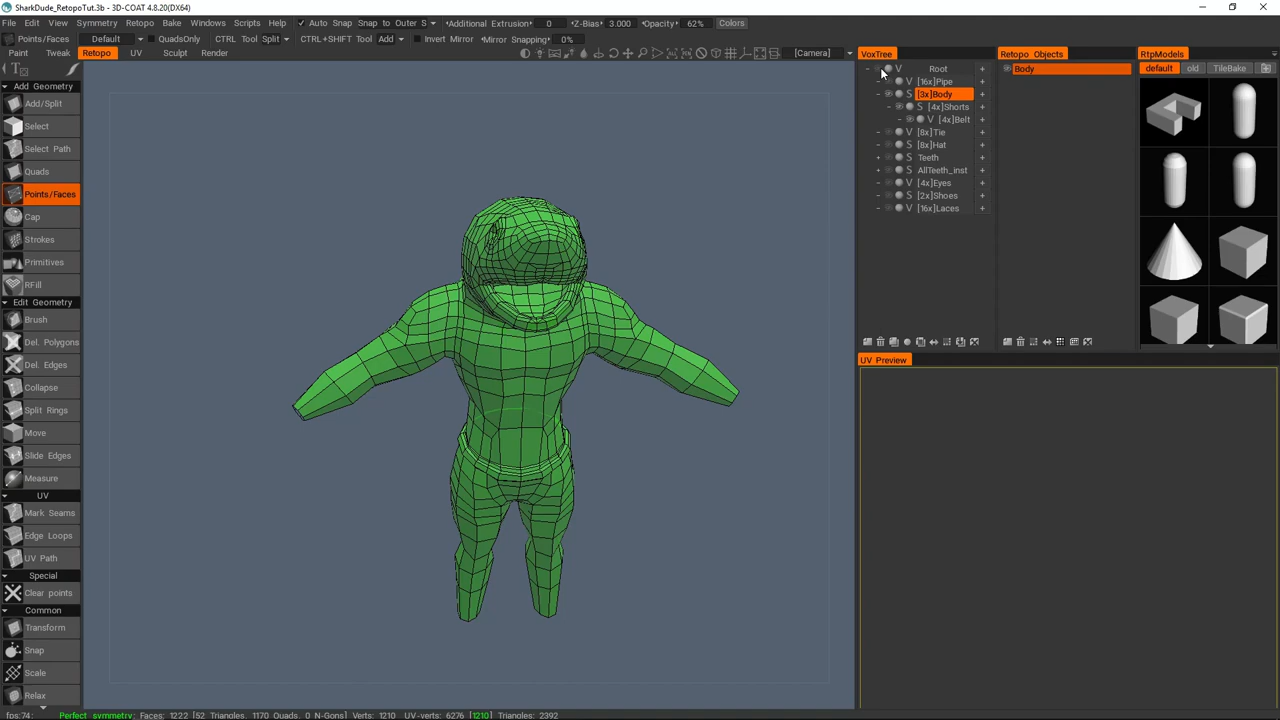 SharkDude_RetopoTut.3b - 3D-COAT 4.8.20(DX64)
File Edit View Symmetry Retopo Bake Windows Scripts Help Auto Snap Snap to Outer S Additional Extrusion 0 Z-Bias 3.000 Opacity 62% Colors
Points/Faces Default QuadsOnly CTRL Tool Split CTRL+SHIFT Tool Add Invert Mirror Mirror Snapping 0%
Paint Tweak Retopo UV Sculpt Render [Camera]
VoxTree
- V Root +
- V [16x]Pipe +
- S [3x]Body +
- S [4x]Shorts +
- V [4x]Belt +
- V [8x]Tie +
- S [8x]Hat +
+ S Teeth +
+ S AllTeeth_inst +
- V [4x]Eyes +
- S [2x]Shoes +
- V [16x]Laces +
Retopo Objects
Body
RtpModels
default old TileBake
UV Preview
Add Geometry
Add/Split
Select
Select Path
Quads
Points/Faces
Cap
Strokes
Primitives
RFill
Edit Geometry
Brush
Del. Polygons
Del. Edges
Collapse
Split Rings
Move
Slide Edges
Measure
UV
Mark Seams
Edge Loops
UV Path
Special
Clear points
Common
Transform
Snap
Scale
Relax
fps:74; Perfect symmetry; Faces: 1222 [52 Triangles, 1170 Quads, 0 N-Gons] Verts: 1210 UV-verts: 6276 [1210] Triangles: 2392